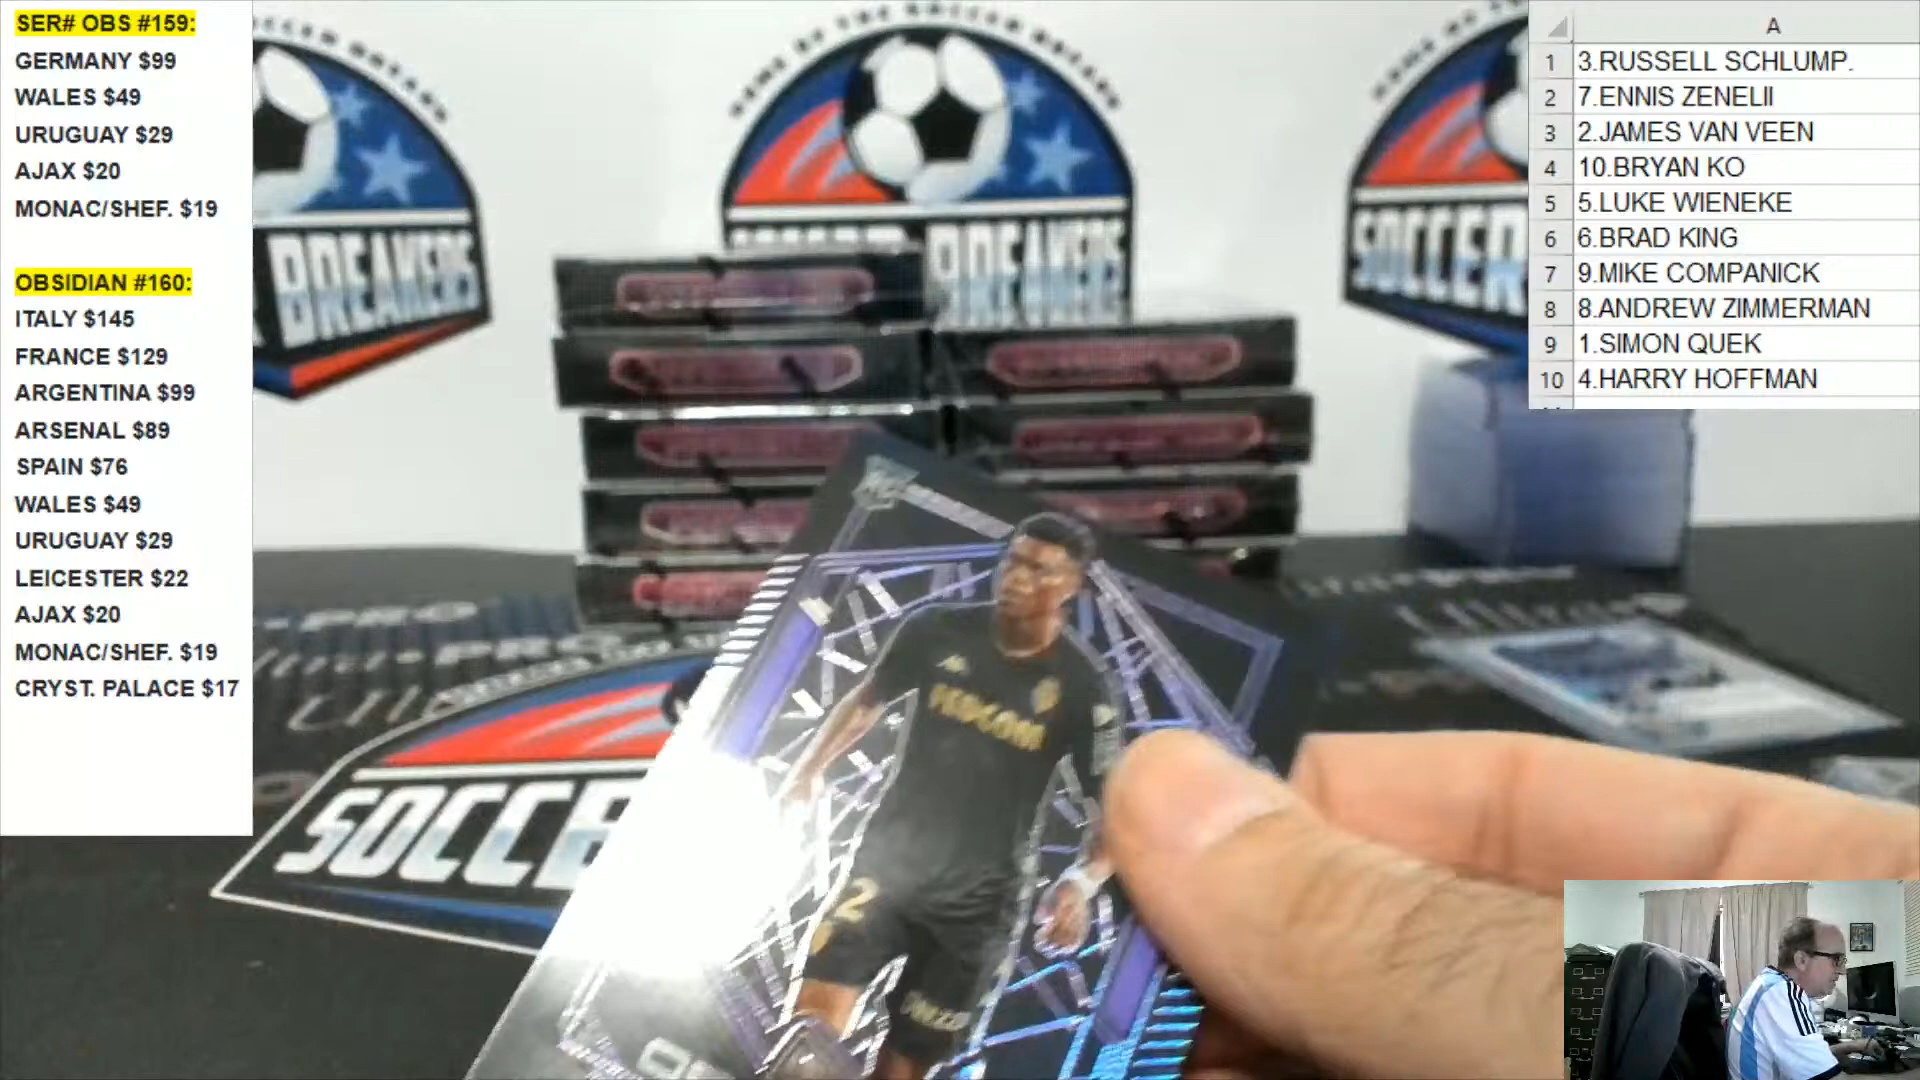 SER# OBS #159:
GERMANY $99
WALES $49
URUGUAY $29
AJAX $20
MONAC/SHEF. $19
OBSIDIAN #160:
ITALY $145
FRANCE $129
ARGENTINA $99
ARSENAL $89
SPAIN $76
WALES $49
URUGUAY $29
LEICESTER $22
AJAX $20
MONAC/SHEF. $19
CRYST. PALACE $17
A
1 3.RUSSELL SCHLUMP.
2 7.ENNIS ZENELII
3 2.JAMES VAN VEEN
4 10.BRYAN KO
5 5.LUKE WIENEKE
6 6.BRAD KING
7 9.MIKE COMPANICK
8 8.ANDREW ZIMMERMAN
9 1.SIMON QUEK
10 4.HARRY HOFFMAN
BREAKERS
BREAKERS
SOCCER
SOCCE
2